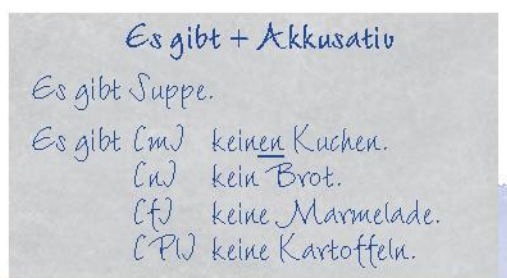 Es gibt + Akkusativ
Es gibt Suppe.
Es gibt (m) keinen Kuchen.
(n) kein Brot.
(f) keine Marmelade.
(Pl) keine Kartoffeln.